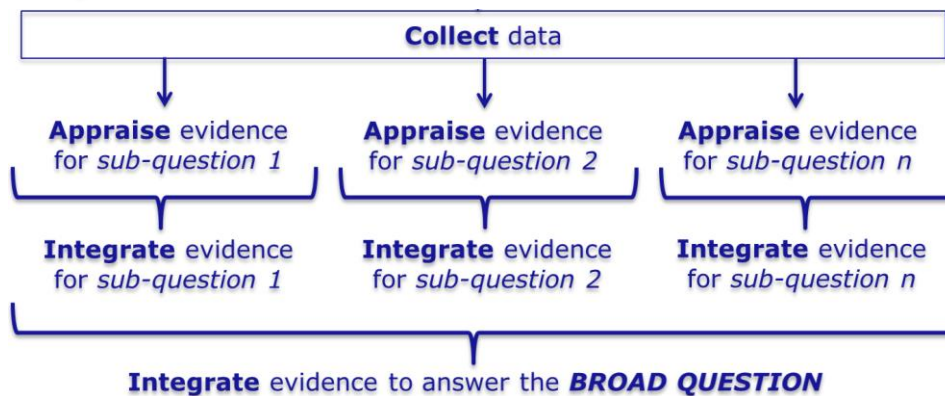 Collect data
Appraise evidence
for sub-question 1
Appraise evidence
for sub-question 2
Appraise evidence
for sub-question n
Integrate evidence
for sub-question 1
Integrate evidence
for sub-question 2
Integrate evidence
for sub-question n
Integrate evidence to answer the BROAD QUESTION